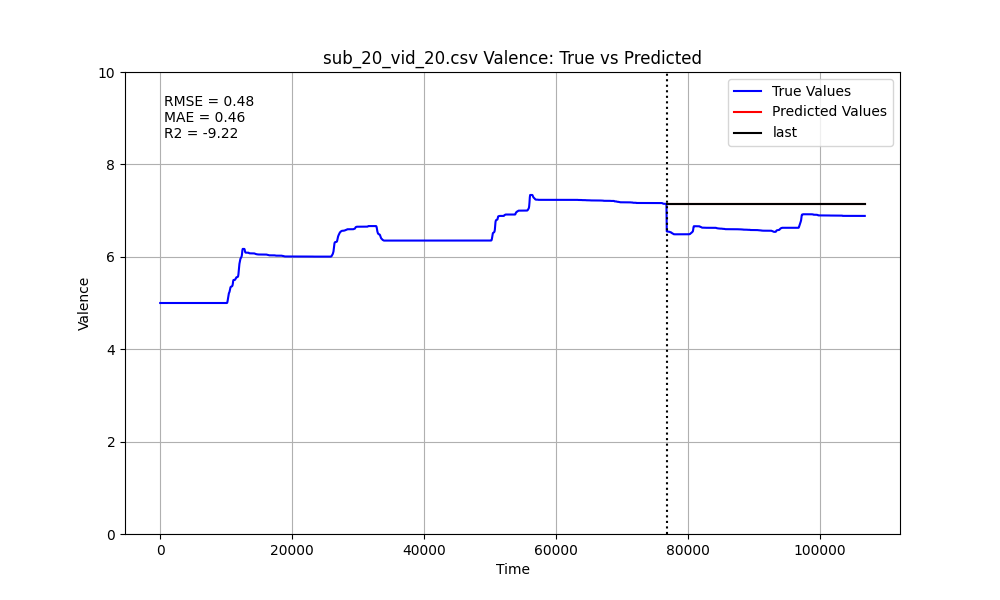 sub_20_vid_20.csv Valence: True vs Predicted
RMSE = 0.48
MAE = 0.46
R2 = -9.22
True Values
Predicted Values
last
Valence
10
8
6
4
2
0
0 20000 40000 60000 80000 100000
Time